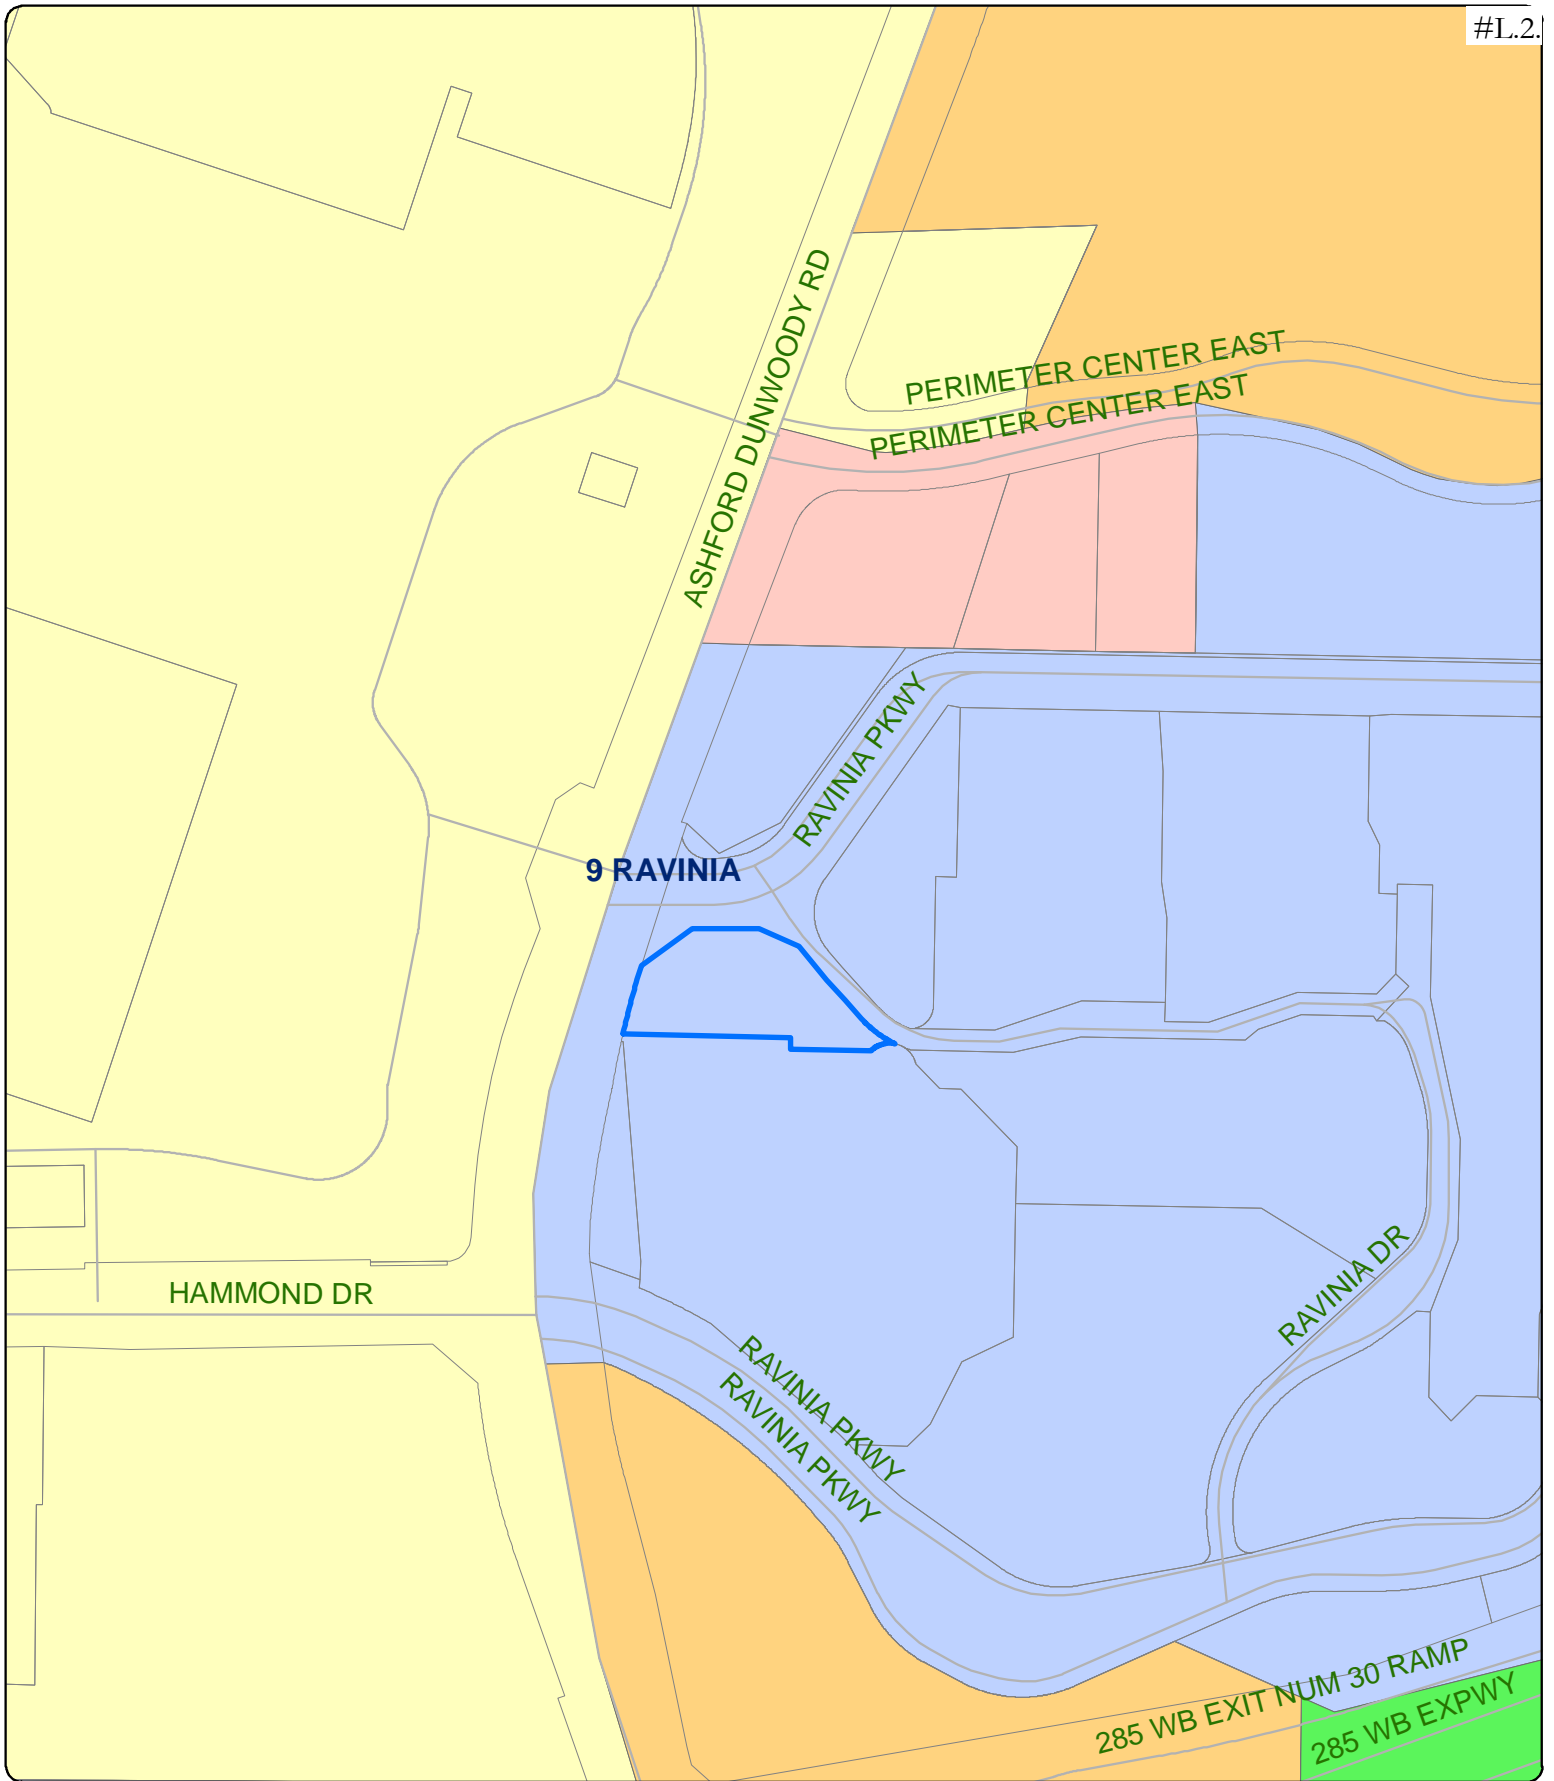 #L.2.
ASHFORD DUNWOODY RD
PERIMETER CENTER EAST
PERIMETER CENTER EAST
RAVINIA PKWY
9 RAVINIA
HAMMOND DR
RAVINIA DR
RAVINIA PKWY
RAVINIA PKWY
285 WB EXIT NUM 30 RAMP
285 WB EXPWY